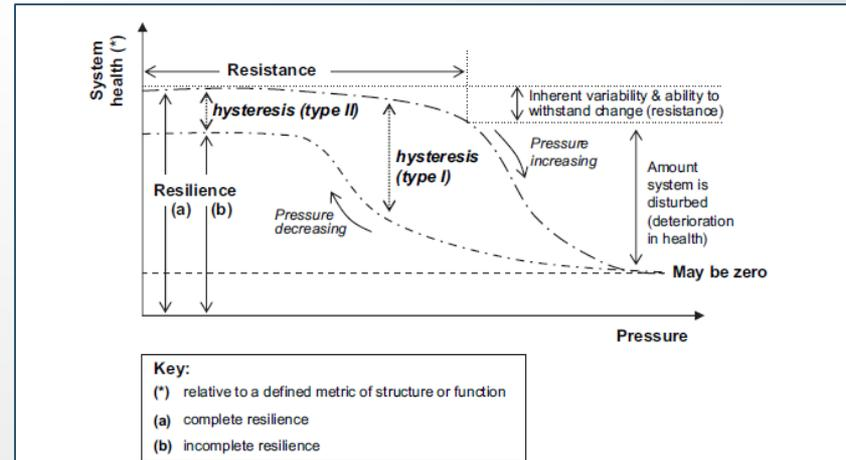 System
health (*)
Resistance
hysteresis (type II)
Inherent variability & ability to
withstand change (resistance)
Pressure
increasing
hysteresis
(type I)
Amount
system is
disturbed
(deterioration
in health)
Resilience
(a) (b)
Pressure
decreasing
May be zero
Pressure
Key:
(*) relative to a defined metric of structure or function
(a) complete resilience
(b) incomplete resilience